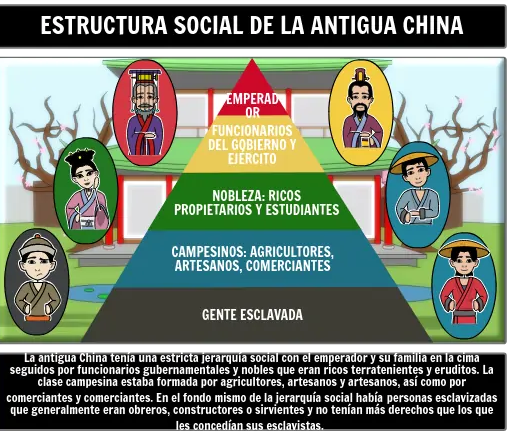 ESTRUCTURA SOCIAL DE LA ANTIGUA CHINA
EMPERAD
OR
FUNCIONARIOS
DEL GOBIERNO Y
EJERCITO
NOBLEZA: RICOS
PROPIETARIOS Y ESTUDIANTES
CAMPESINOS: AGRICULTORES,
ARTESANOS, COMERCIANTES
GENTE ESCLAVADA
La antigua China tenía una estricta jerarquía social con el emperador y su familia en la cima
seguidos por funcionarios gubernamentales y nobles que eran ricos terratenientes y eruditos. La
clase campesina estaba formada por agricultores, artesanos y artesanos, así como por
comerciantes y comerciantes. En el fondo mismo de la jerarquía social había personas esclavizadas
que generalmente eran obreros, constructores o sirvientes y no tenían más derechos que los que
les concedían sus esclavistas.